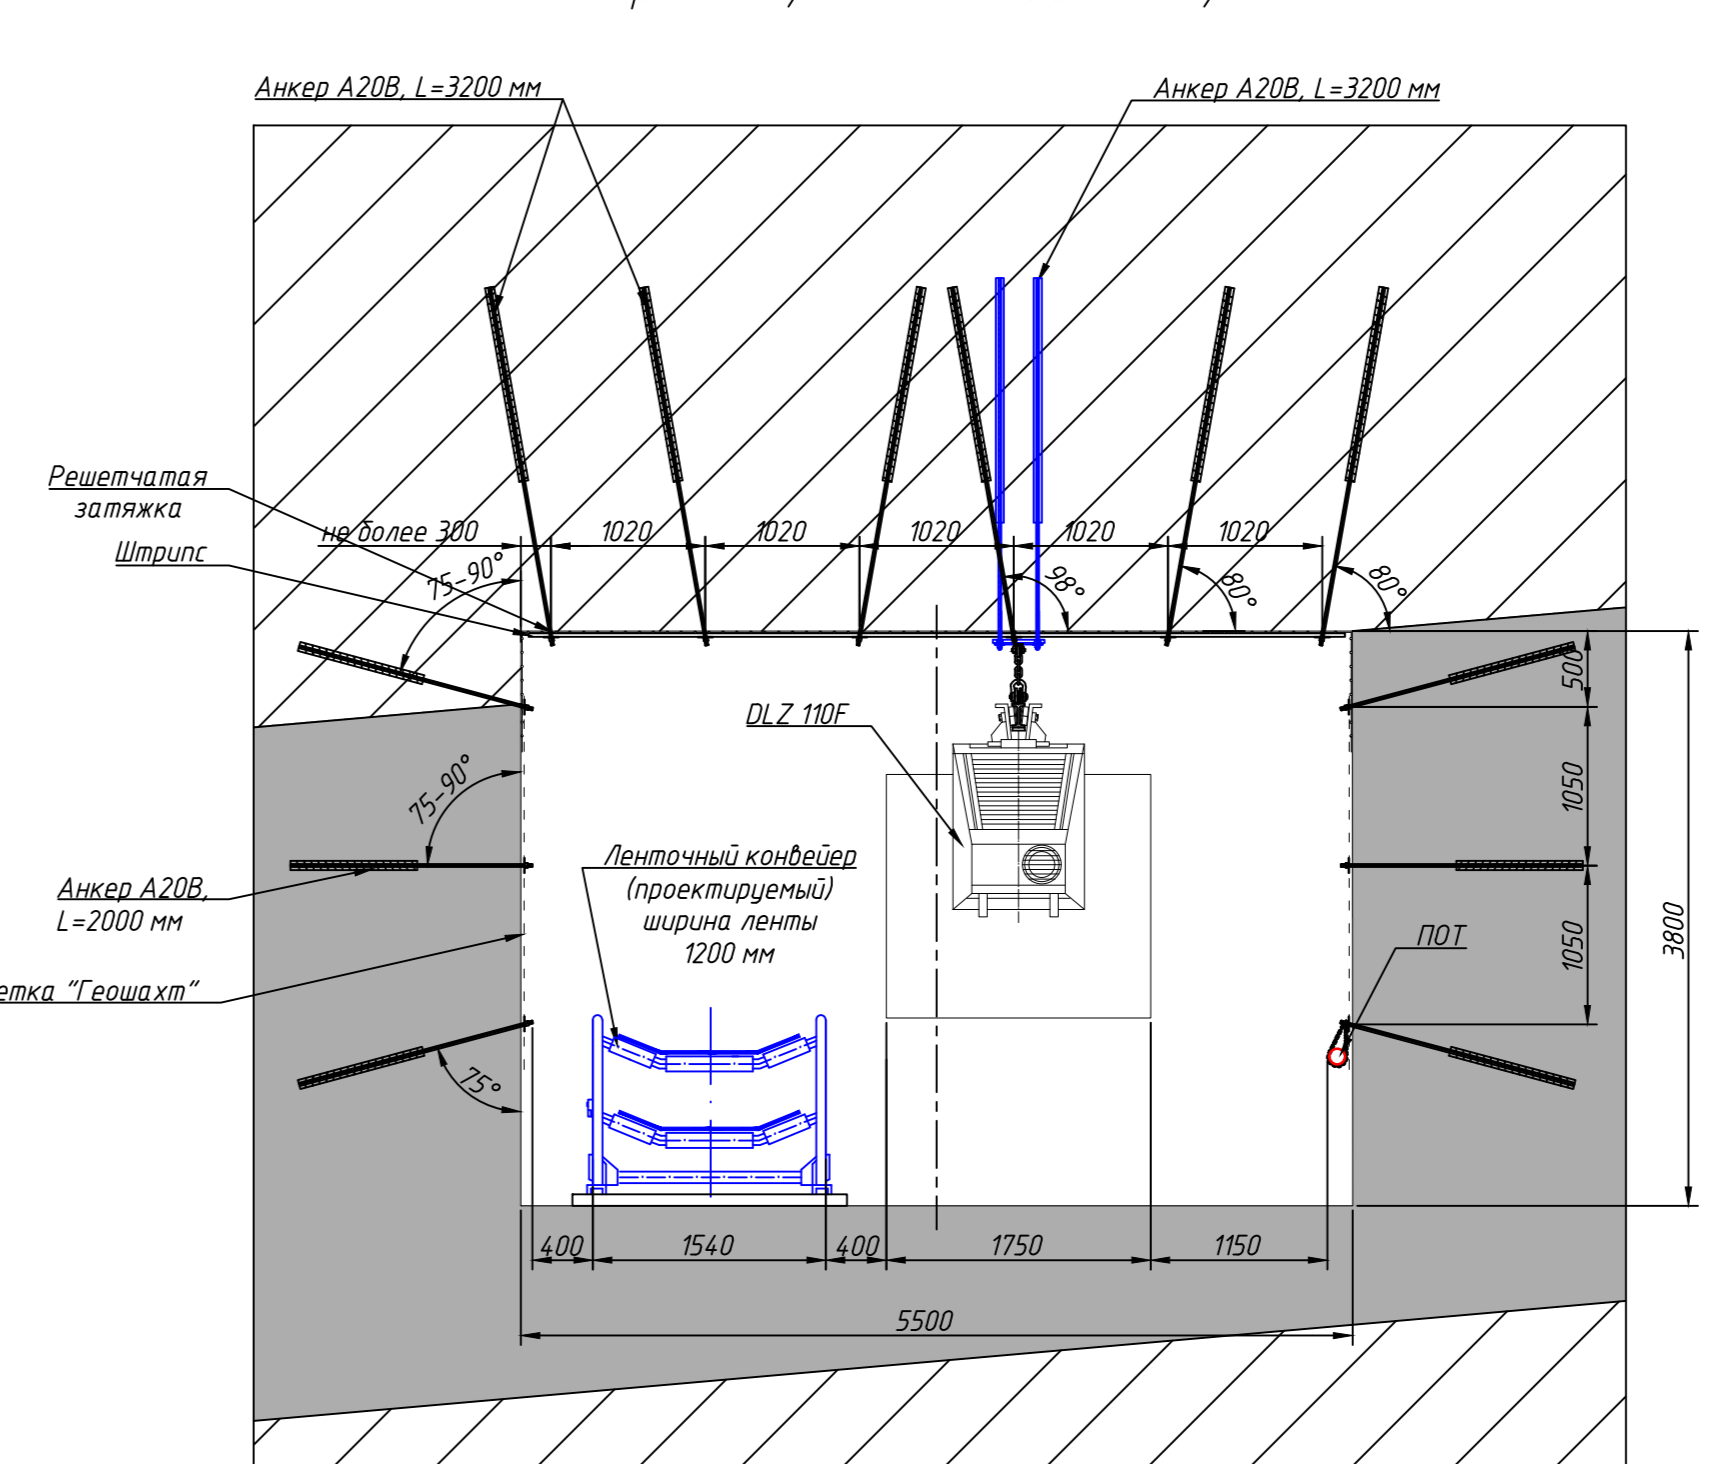 Анкер А20В, L=3200 мм
Анкер А20В, L=3200 мм
Решетчатая
затяжка
не более 300
1020
1020
1020
1020
1020
Штрипс
75-90°
98°
80°
80°
500
DLZ 110F
75-90°
1050
Ленточный конвейер
(проектируемый)
ширина ленты
1200 мм
Анкер А20В,
L=2000 мм
ПОТ
1050
3800
етка "Геошахт"
75°
400
1540
400
1750
1150
5500